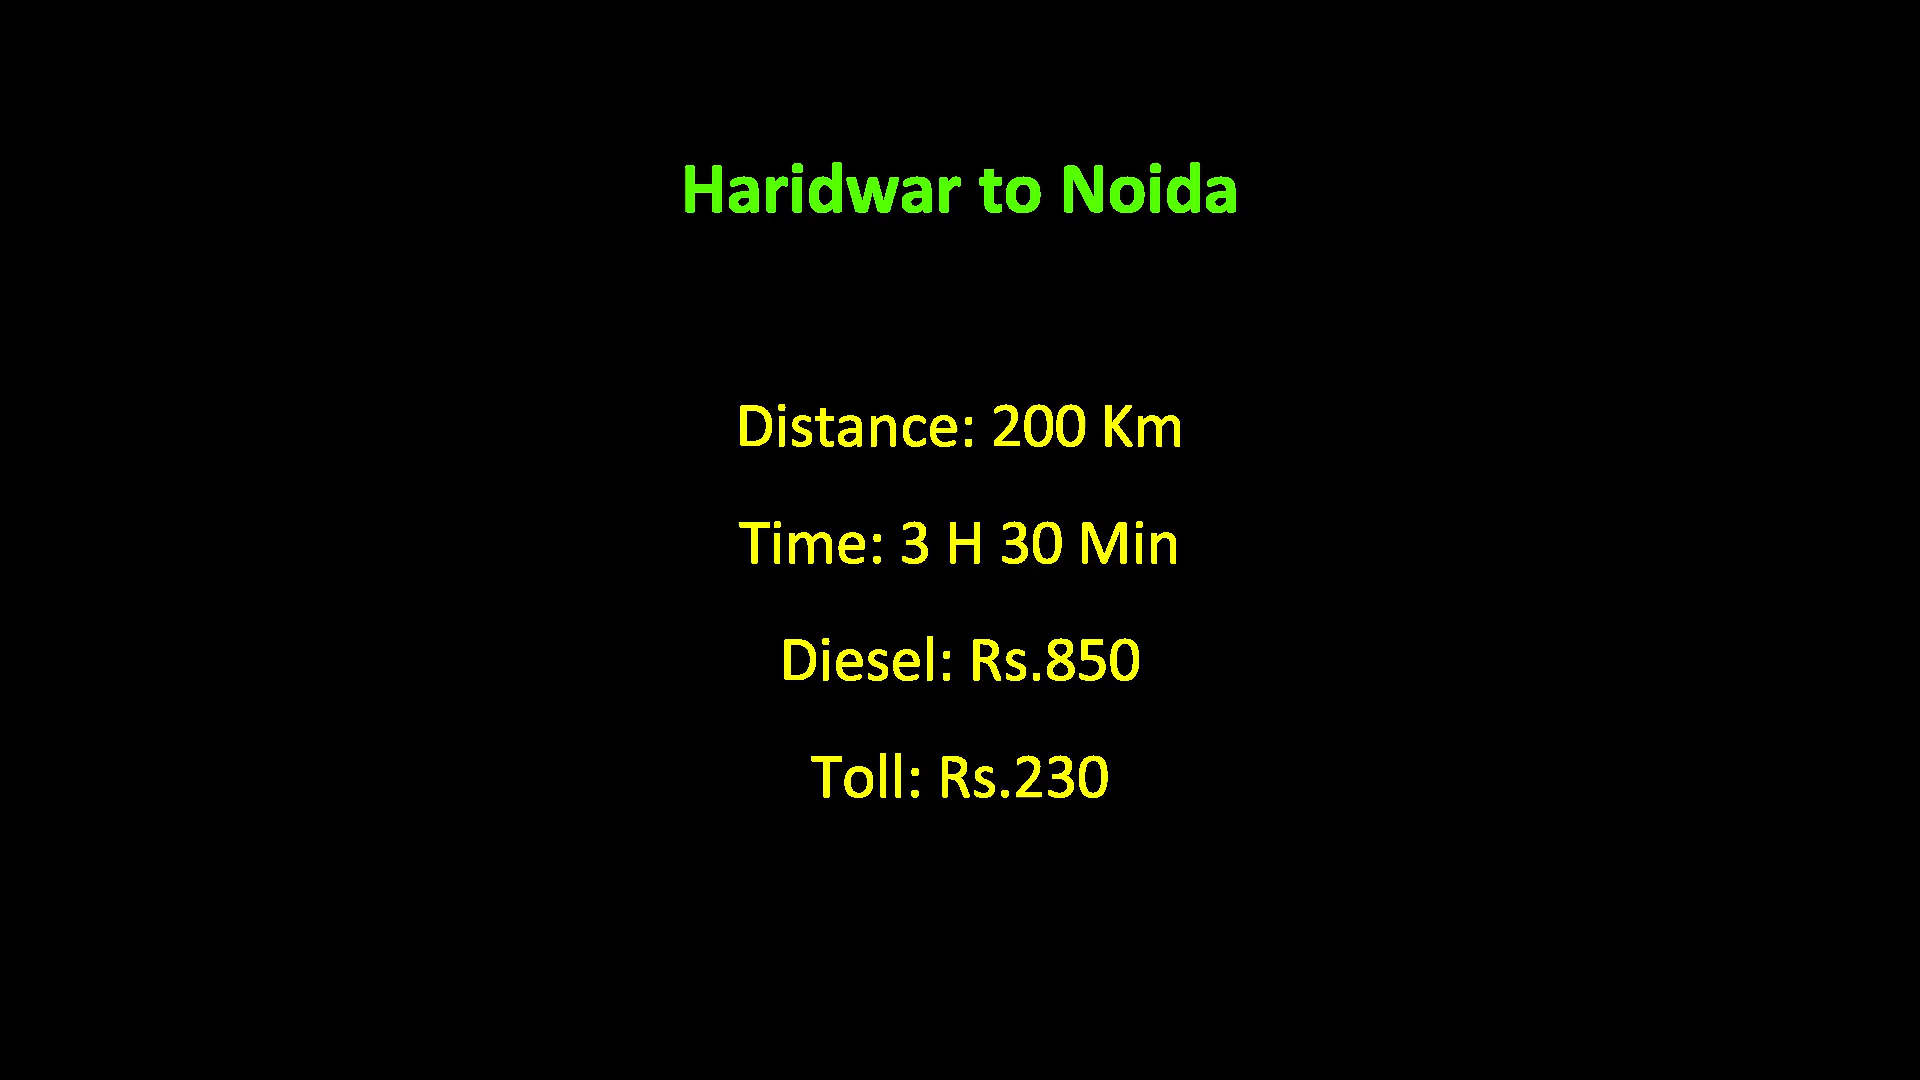 Haridwar to Noida
Distance: 200 Km
Time: 3 H 30 Min
Diesel: Rs.850
Toll: Rs.230